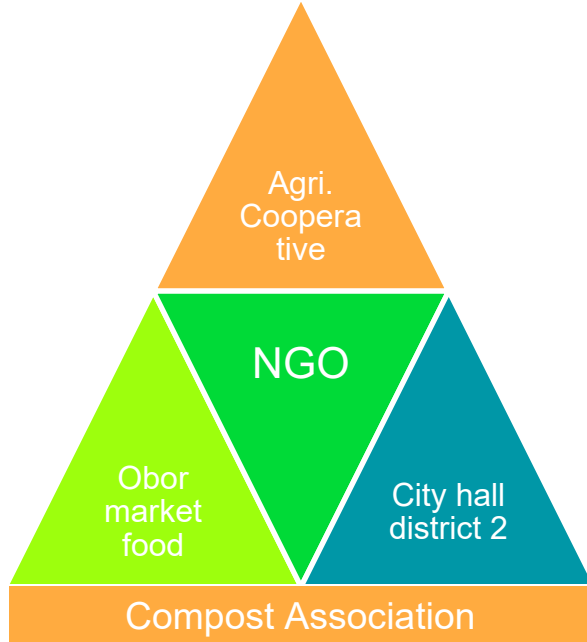 Agri.
Coopera
tive
NGO
Obor
market
food
City hall
district 2
Compost Association